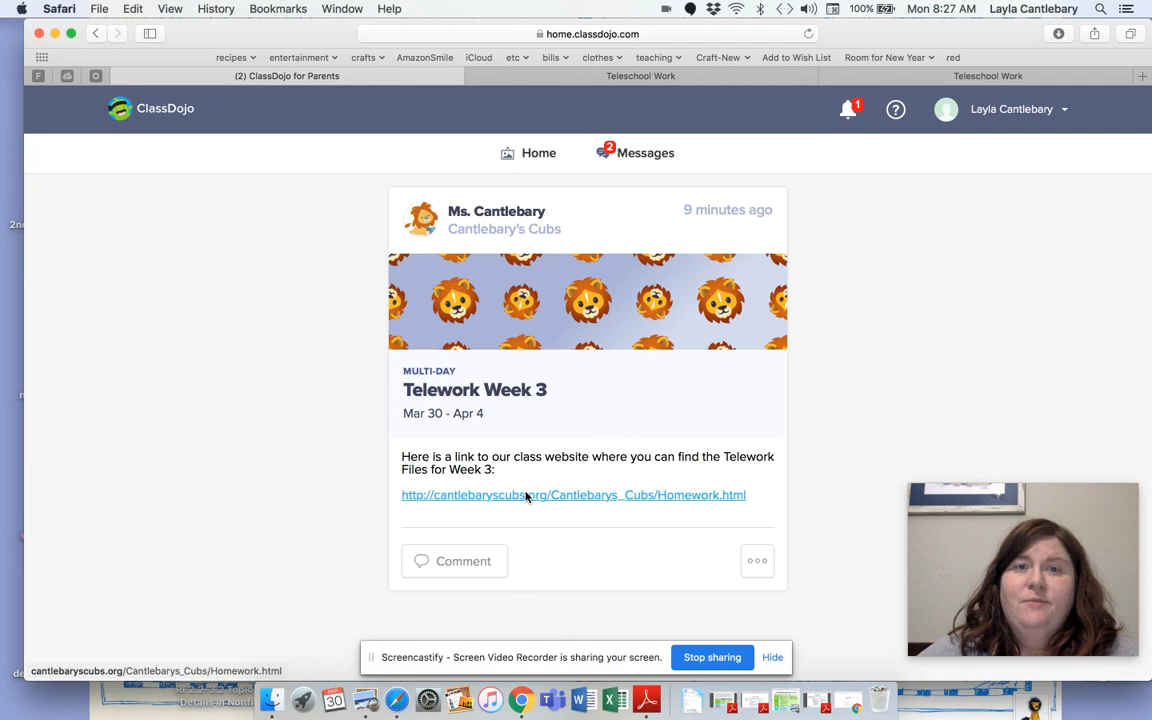 Safari File Edit View History Bookmarks Window Help 100% Mon 8:27 AM Layla Cantlebary
home.classdojo.com
recipes entertainment crafts AmazonSmile iCloud etc bills clothes teaching Craft-New Add to Wish List Room for New Year red
F O (2) ClassDojo for Parents Teleschool Work Teleschool Work
ClassDojo 1 ? Layla Cantlebary
Home 2 Messages
Ms. Cantlebary 9 minutes ago
Cantlebary's Cubs
MULTI-DAY
Telework Week 3
Mar 30 - Apr 4
Here is a link to our class website where you can find the Telework
Files for Week 3:
http://cantlebaryscubs.org/Cantlebarys_Cubs/Homework.html
Comment
Screencastify - Screen Video Recorder is sharing your screen. Stop sharing Hide
cantlebaryscubs.org/Cantlebarys_Cubs/Homework.html
30